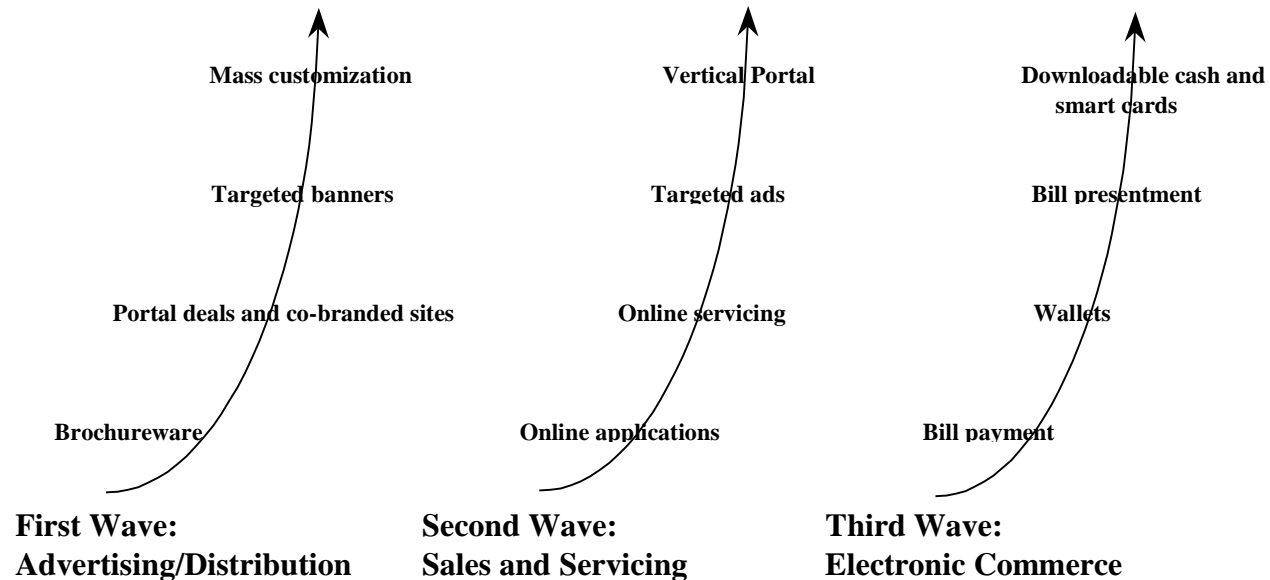 Mass customization
Targeted banners
Portal deals and co-branded sites
Brochureware
First Wave:
Advertising/Distribution
Vertical Portal
Targeted ads
Online servicing
Online applications
Second Wave:
Sales and Servicing
Downloadable cash and
smart cards
Bill presentment
Wallets
Bill payment
Third Wave:
Electronic Commerce